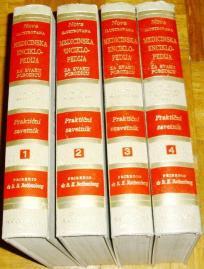 Nova
ILUSTROVANA
MEDICINSKA
ENCIKLO-
PEDIJA
ZA SVAKU
PORODICU
Praktični
savetnik
1
PRIREDIO
dr R. E. Rothenberg
Nova
ILUSTROVANA
MEDICINSKA
ENCIKLO-
PEDIJA
ZA SVAKU
PORODICU
Praktični
savetnik
2
PRIREDIO
dr R. E. Rothenberg
Nova
ILUSTROVANA
MEDICINSKA
ENCIKLO-
PEDIJA
ZA SVAKU
PORODICU
Praktični
savetnik
3
PRIREDIO
dr R. E. Rothenberg
Nova
ILUSTROVANA
MEDICINSKA
ENCIKLO-
PEDIJA
ZA SVAKU
PORODICU
Praktični
savetnik
4
PRIREDIO
dr R. E. Rothenberg